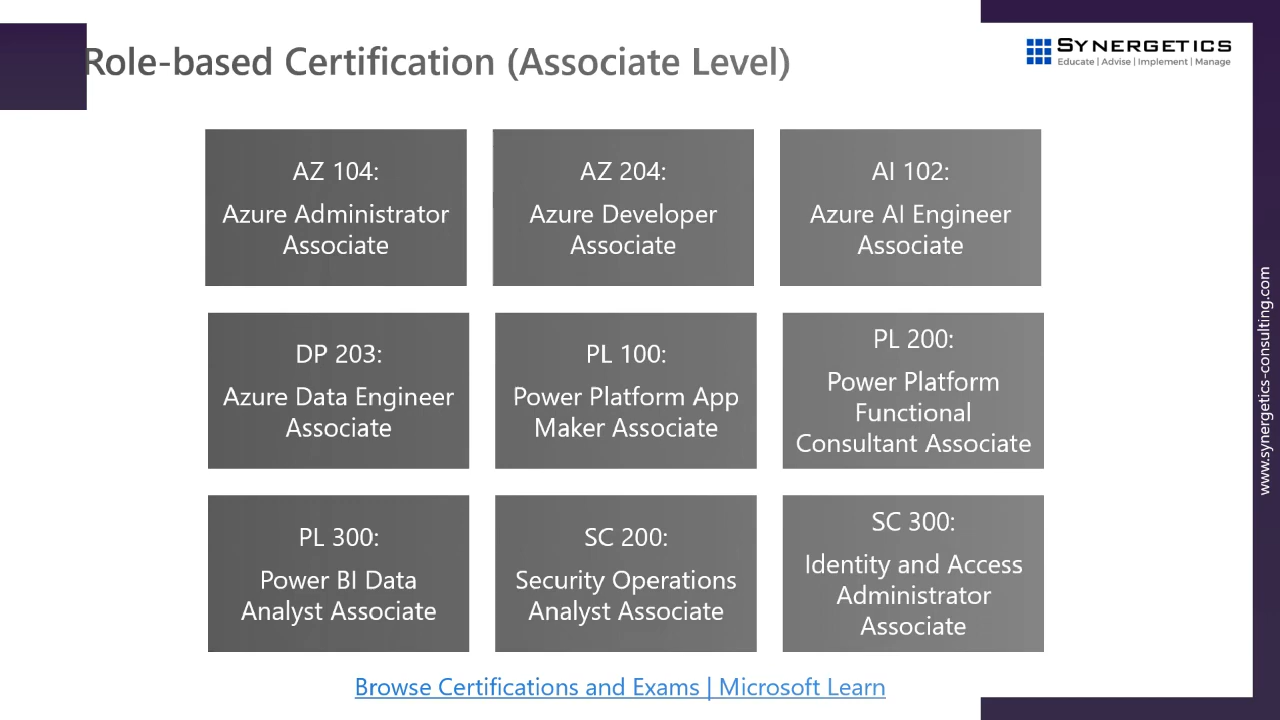 Role-based Certification (Associate Level)
SYNERGETICS
Educate | Advise | Implement | Manage
AZ 104:
Azure Administrator
Associate
AZ 204:
Azure Developer
Associate
AI 102:
Azure AI Engineer
Associate
DP 203:
Azure Data Engineer
Associate
PL 100:
Power Platform App
Maker Associate
PL 200:
Power Platform
Functional
Consultant Associate
PL 300:
Power BI Data
Analyst Associate
SC 200:
Security Operations
Analyst Associate
SC 300:
Identity and Access
Administrator
Associate
Browse Certifications and Exams | Microsoft Learn
www.synergetics-consulting.com